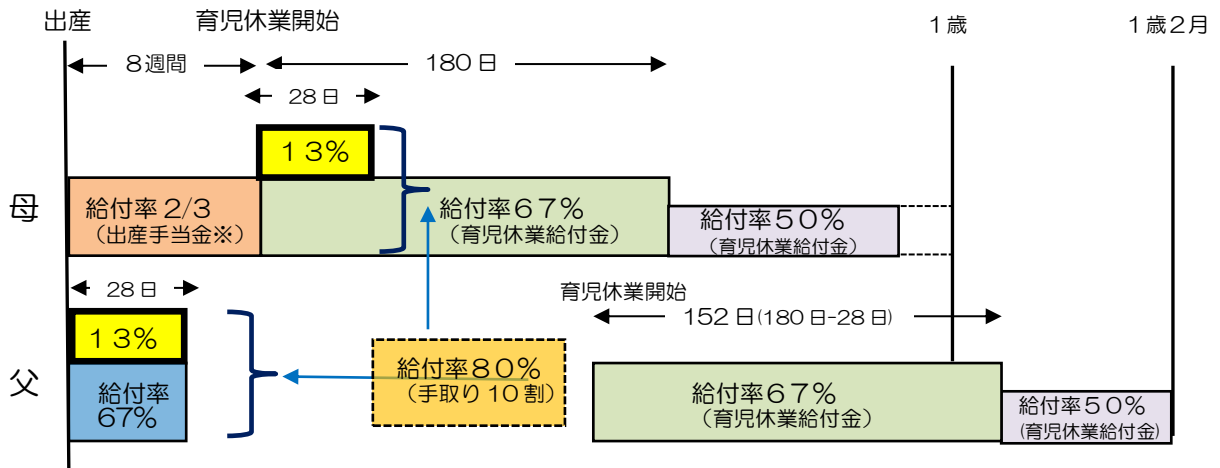 出産
育児休業開始
1歳
1歳2月
8週間
180日
28日
13%
母
給付率2/3
(出産手当金※)
給付率67%
(育児休業給付金)
給付率50%
(育児休業給付金)
28日
育児休業開始
152日(180日-28日)
13%
父
給付率
67%
給付率80%
(手取り10割)
給付率67%
(育児休業給付金)
給付率50%
(育児休業給付金)